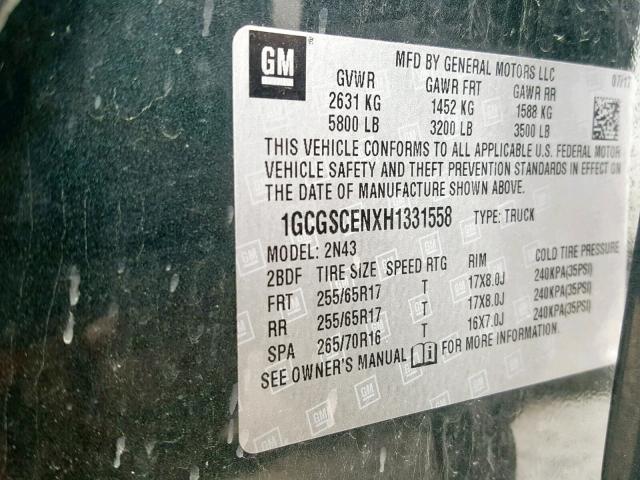 GM
MFD BY GENERAL MOTORS LLC
GVWR GAWR FRT GAWR RR
2631 KG 1452 KG 1588 KG
5800 LB 3200 LB 3500 LB
THIS VEHICLE CONFORMS TO ALL APPLICABLE U.S. FEDERAL MOTOR
VEHICLE SAFETY AND THEFT PREVENTION STANDARDS IN EFFECT ON
THE DATE OF MANUFACTURE SHOWN ABOVE.
1GCGSCENXH1331558 TYPE: TRUCK
MODEL: 2N43
2BDF TIRE SIZE SPEED RTG RIM COLD TIRE PRESSURE
FRT 255/65R17 T 17X8.0J 240KPA(35PSI)
RR 255/65R17 T 17X8.0J 240KPA(35PSI)
SPA 265/70R16 T 16X7.0J 240KPA(35PSI)
SEE OWNER'S MANUAL FOR MORE INFORMATION.